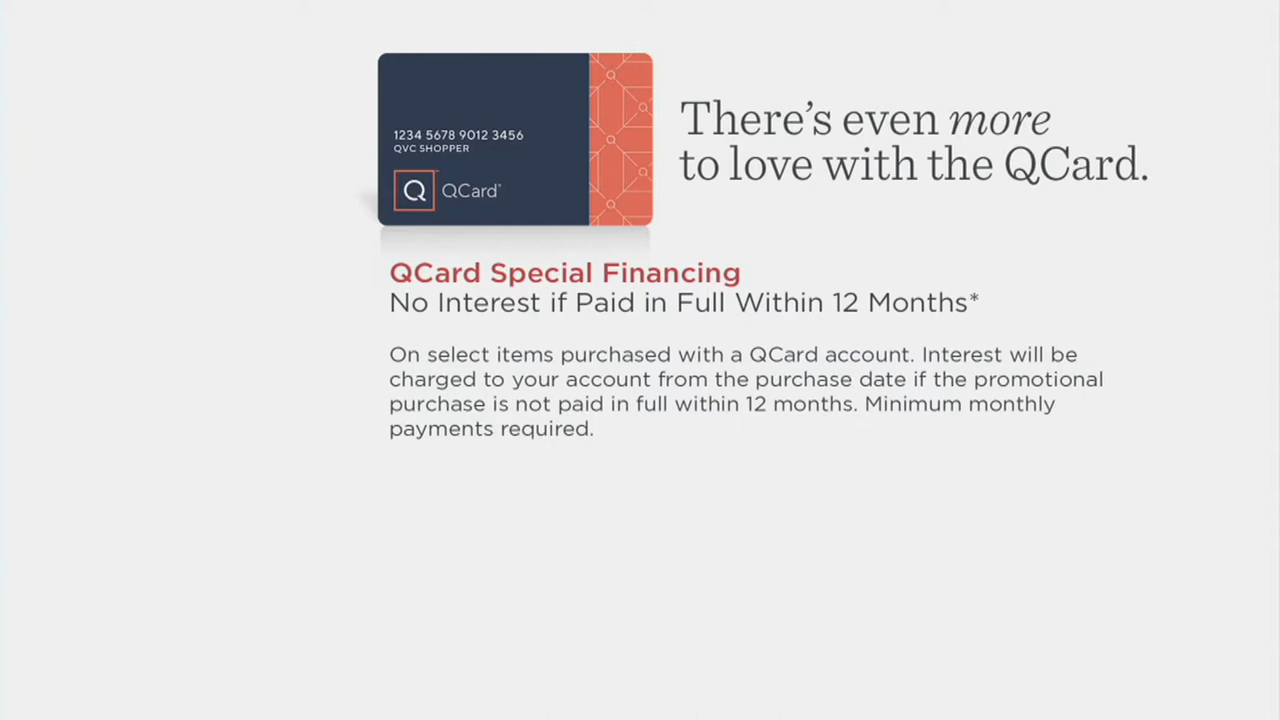 1234 5678 9012 3456
QVC SHOPPER
Q QCard®
There's even more
to love with the QCard.
QCard Special Financing
No Interest if Paid in Full Within 12 Months*
On select items purchased with a QCard account. Interest will be
charged to your account from the purchase date if the promotional
purchase is not paid in full within 12 months. Minimum monthly
payments required.